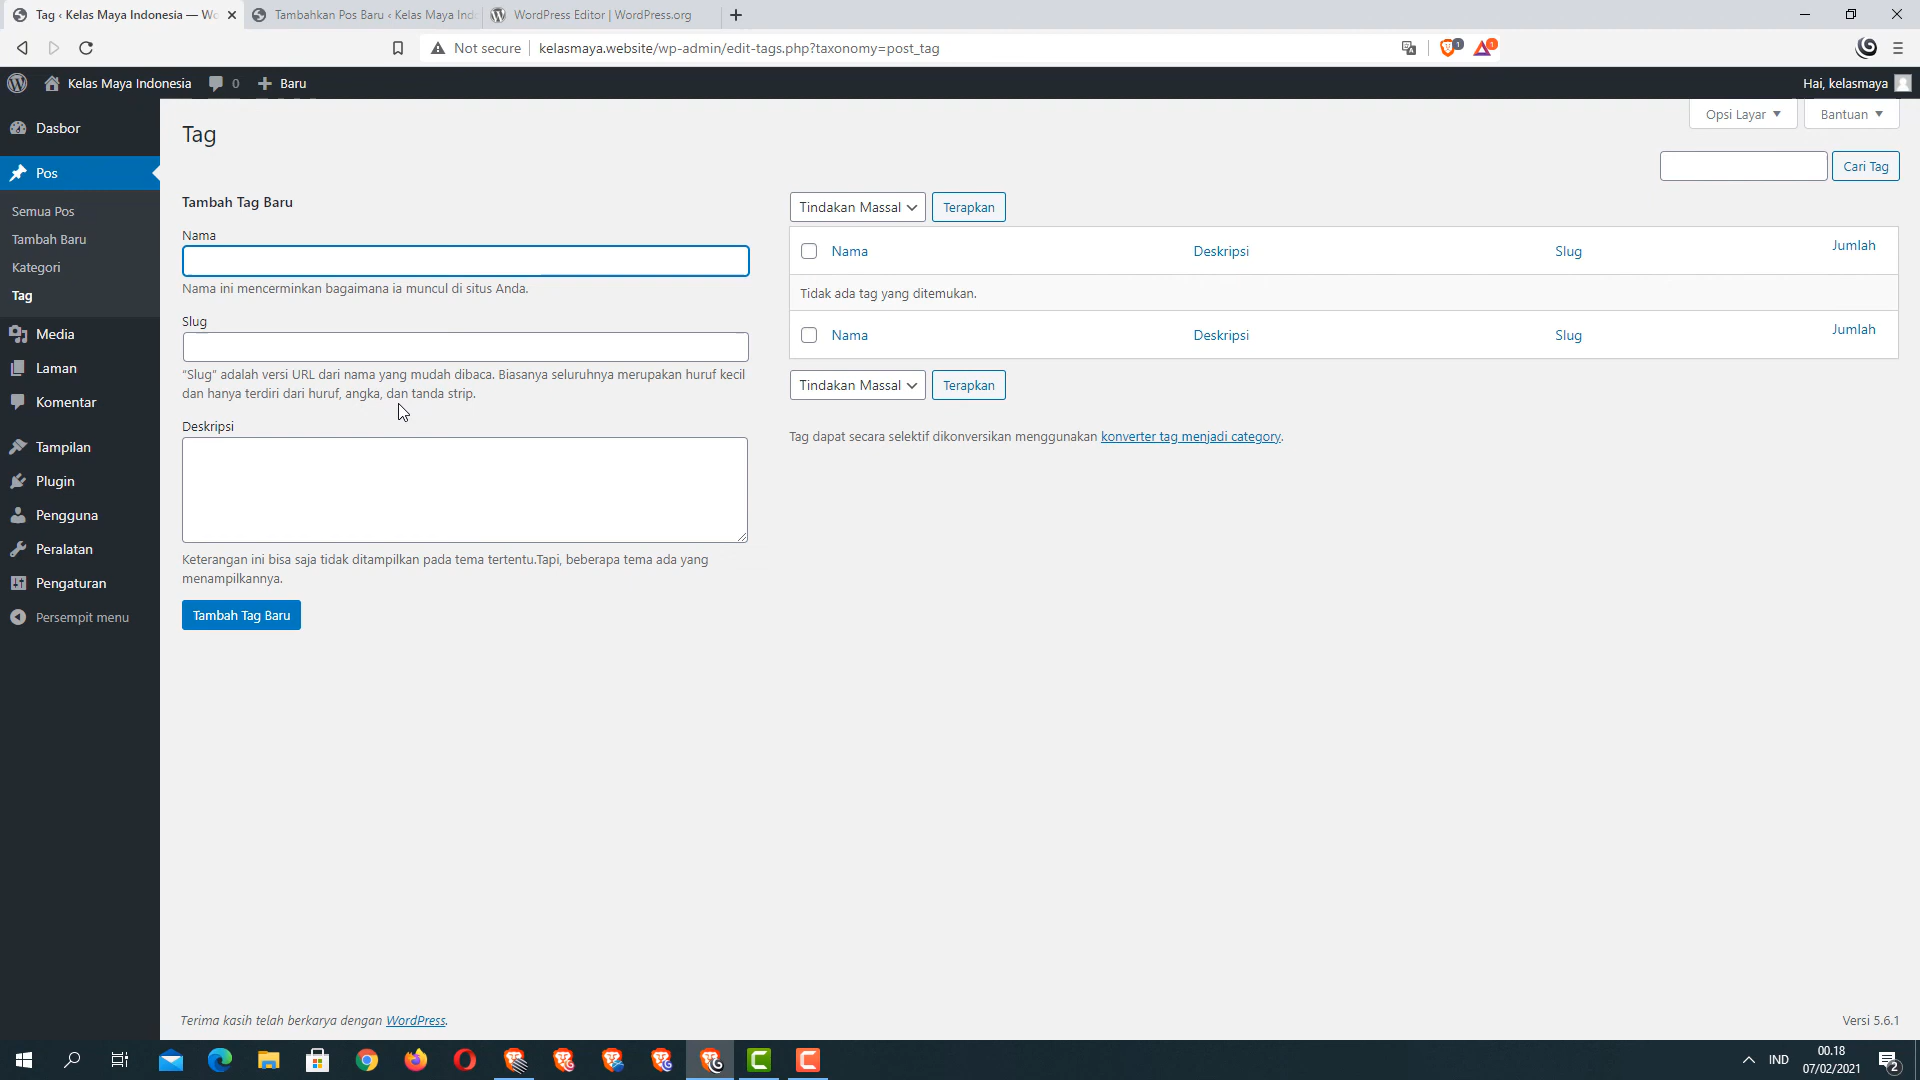 Tag ‹ Kelas Maya Indonesia — Wo
Tambahkan Pos Baru ‹ Kelas Maya Ind
WordPress Editor | WordPress.org
Not secure
kelasmaya.website/wp-admin/edit-tags.php?taxonomy=post_tag
1
1
Kelas Maya Indonesia
0
Baru
Hai, kelasmaya
Dasbor
Pos
Semua Pos
Tambah Baru
Kategori
Tag
Media
Laman
Komentar
Tampilan
Plugin
Pengguna
Peralatan
Pengaturan
Persempit menu
Opsi Layar
Bantuan
Tag
Cari Tag
Tambah Tag Baru
Nama
Nama ini mencerminkan bagaimana ia muncul di situs Anda.
Slug
“Slug” adalah versi URL dari nama yang mudah dibaca. Biasanya seluruhnya merupakan huruf kecil
dan hanya terdiri dari huruf, angka, dan tanda strip.
Deskripsi
Keterangan ini bisa saja tidak ditampilkan pada tema tertentu.Tapi, beberapa tema ada yang
menampilkannya.
Tambah Tag Baru
Tindakan Massal
Terapkan
Nama
Deskripsi
Slug
Jumlah
Tidak ada tag yang ditemukan.
Nama
Deskripsi
Slug
Jumlah
Tindakan Massal
Terapkan
Tag dapat secara selektif dikonversikan menggunakan konverter tag menjadi category.
Terima kasih telah berkarya dengan WordPress.
Versi 5.6.1
IND
00.18
07/02/2021
2